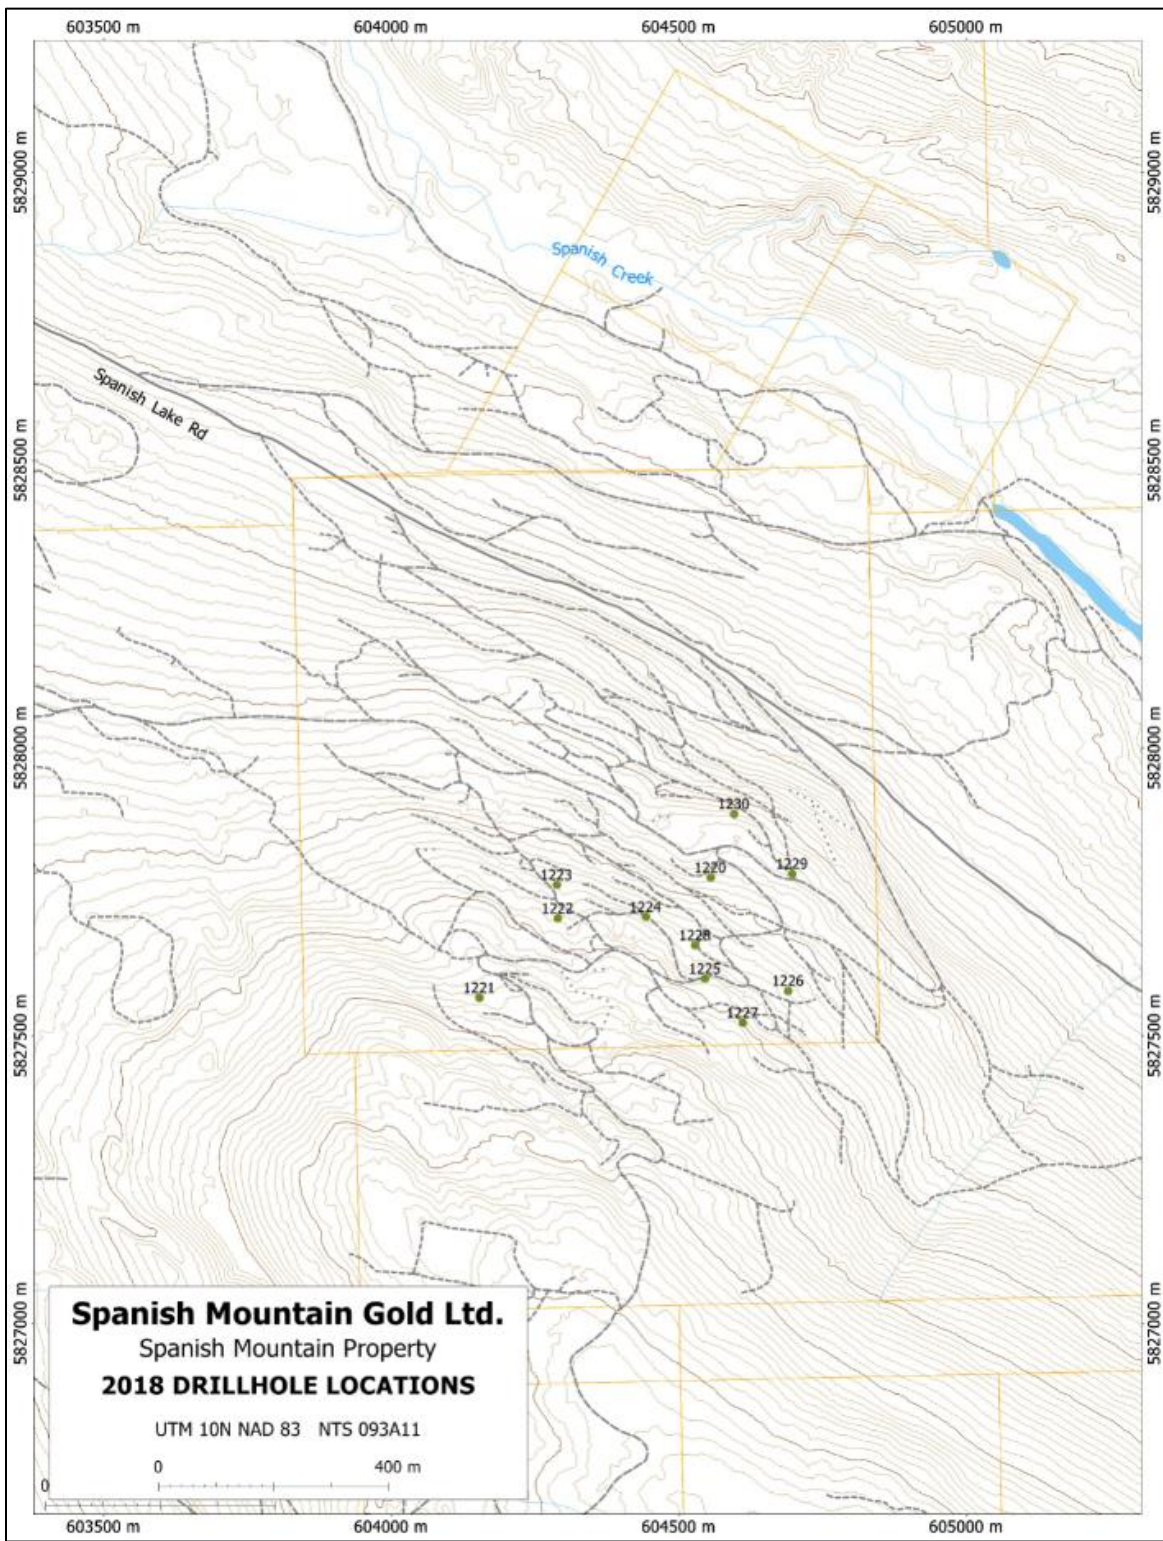 603500 m 604000 m 604500 m 605000 m
5829000 m 5829000 m
Spanish Creek
Spanish Lake Rd
5828500 m 5828500 m
5828000 m 5828000 m
1230
1220 1229
1223
1222 1224
1228
1225
1226
1221
1227
5827500 m 5827500 m
5827000 m 5827000 m
Spanish Mountain Gold Ltd.
Spanish Mountain Property
2018 DRILLHOLE LOCATIONS
UTM 10N NAD 83 NTS 093A11
0 400 m
0
603500 m 604000 m 604500 m 605000 m